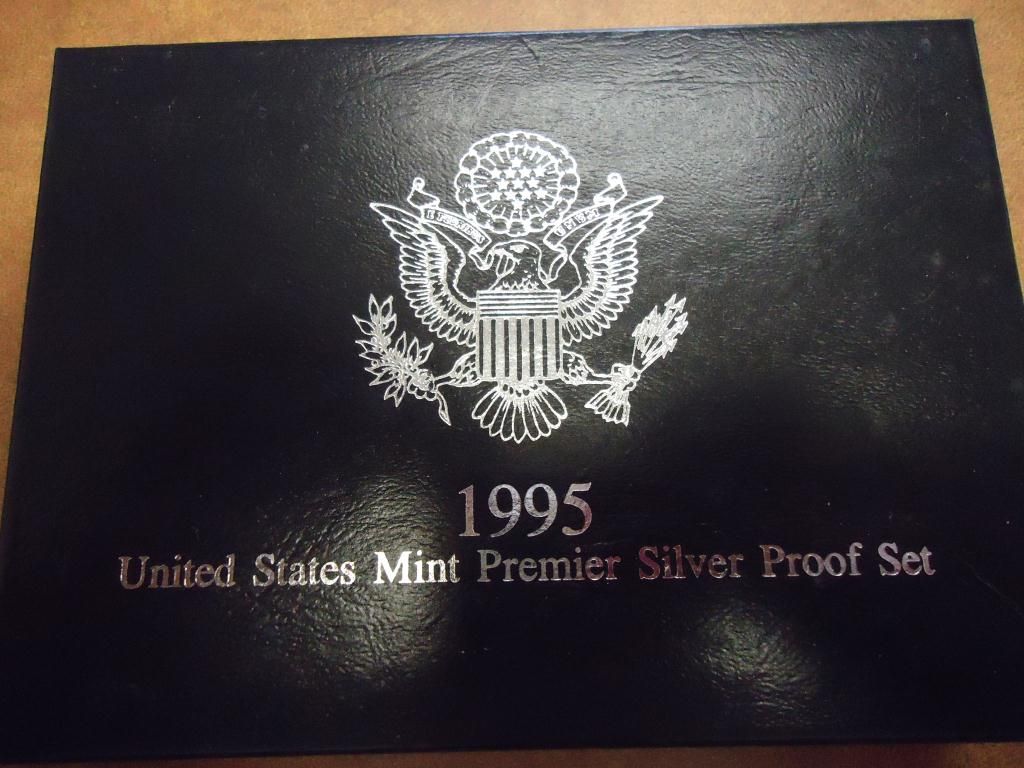 1995
United States Mint Premier Silver Proof Set